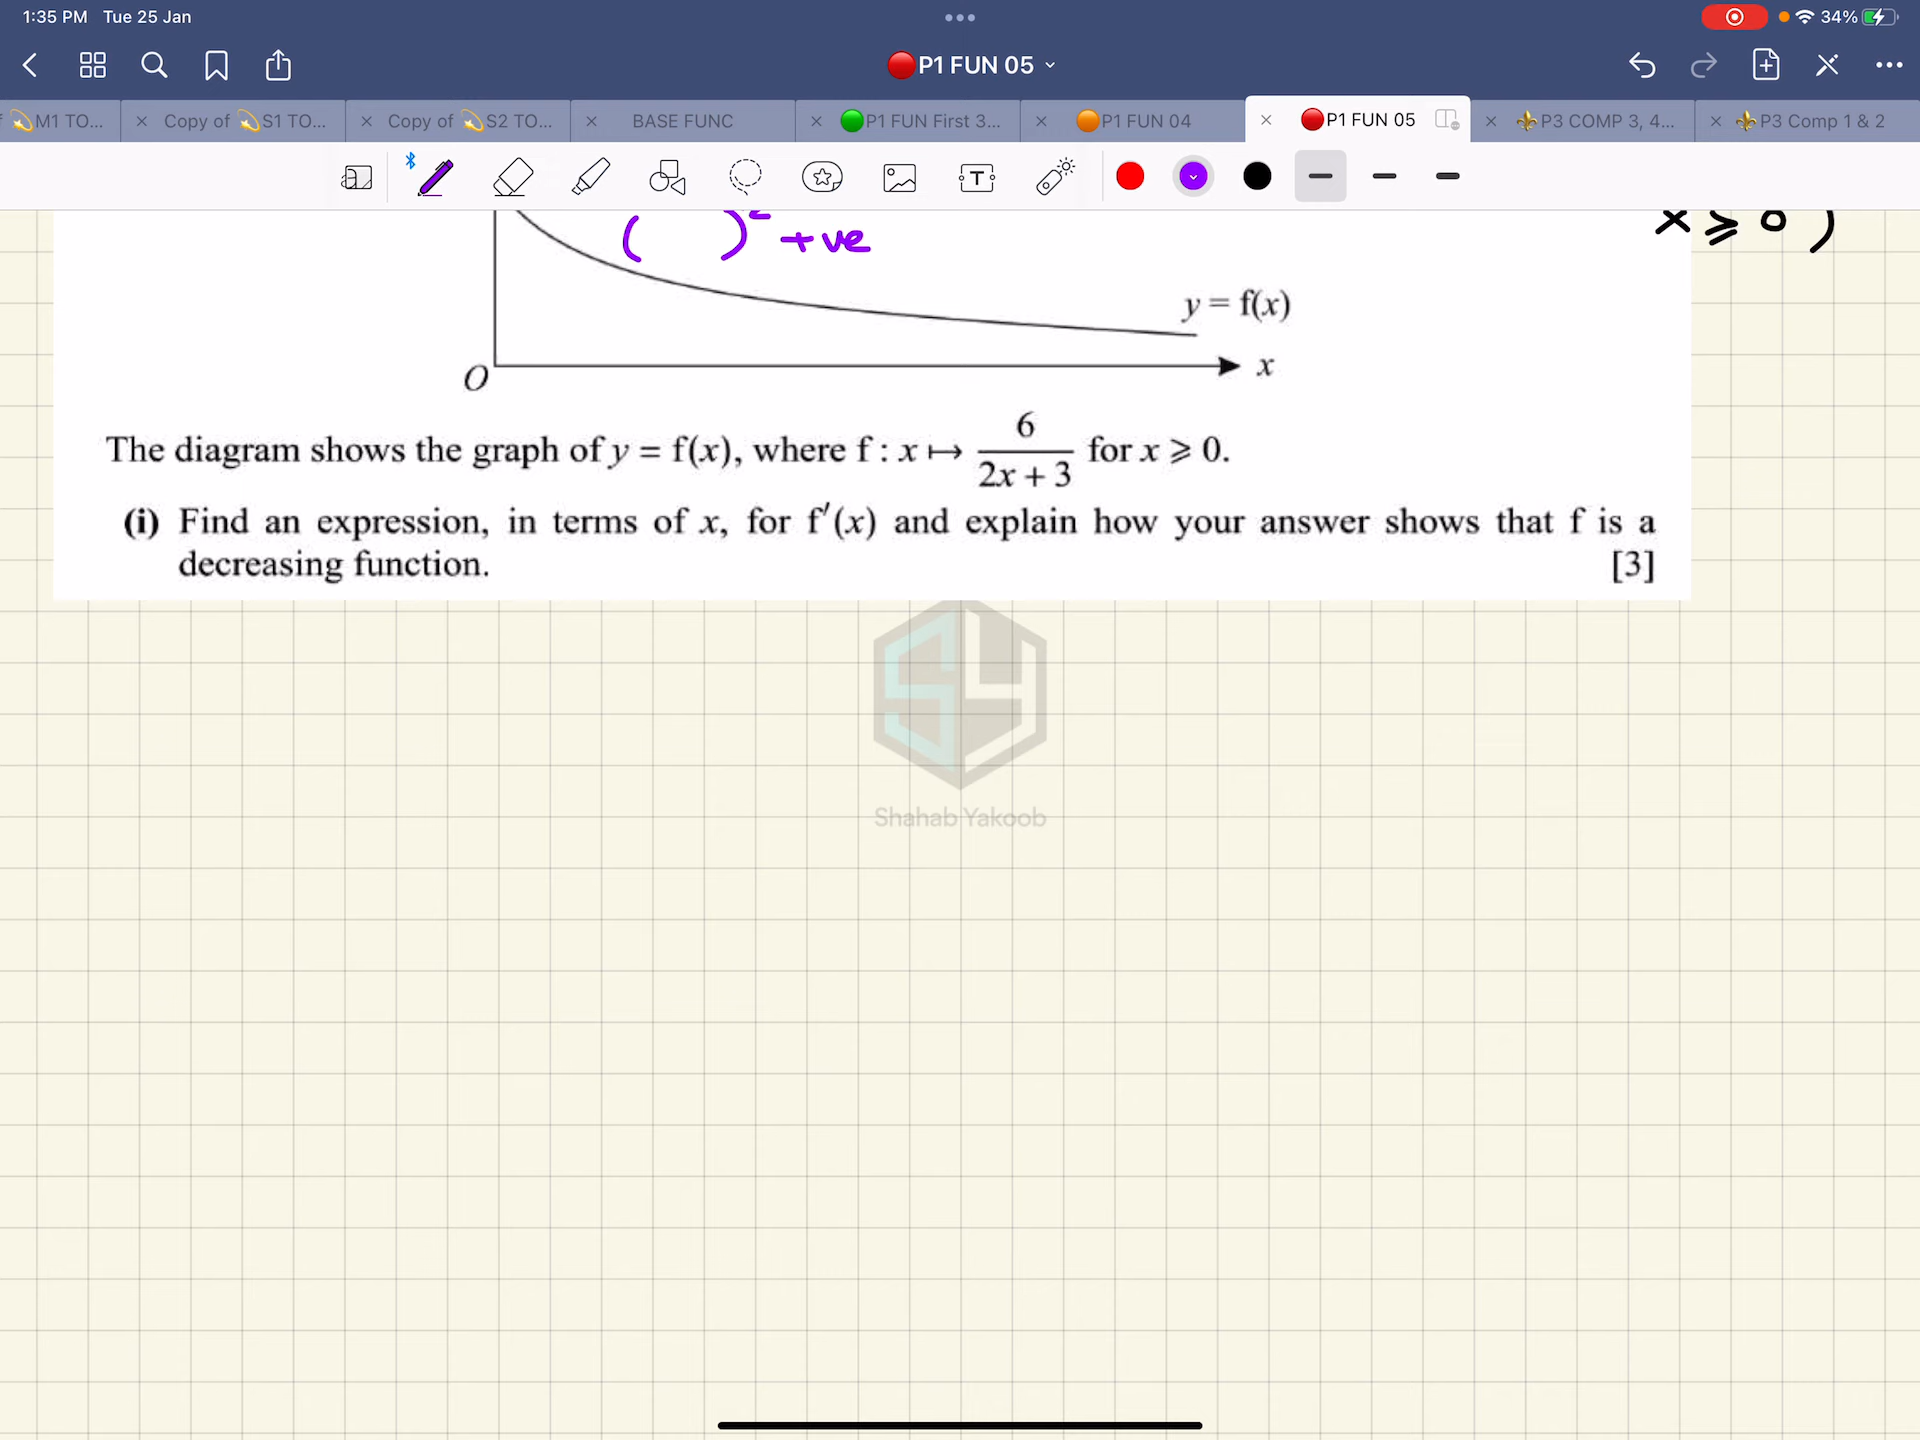 1:35 PM Tue 25 Jan
34%
P1 FUN 05
M1 TO...
Copy of S1 TO...
Copy of S2 TO...
BASE FUNC
P1 FUN First 3...
P1 FUN 04
P1 FUN 05
P3 COMP 3, 4...
P3 Comp 1 & 2
( )² +ve
x ⩾ 0 )
y = f(x)
O
x
The diagram shows the graph of y = f(x), where f : x ↦ 6/(2x + 3) for x ⩾ 0.
(i) Find an expression, in terms of x, for f′(x) and explain how your answer shows that f is a
decreasing function. [3]
Shahab Yakoob